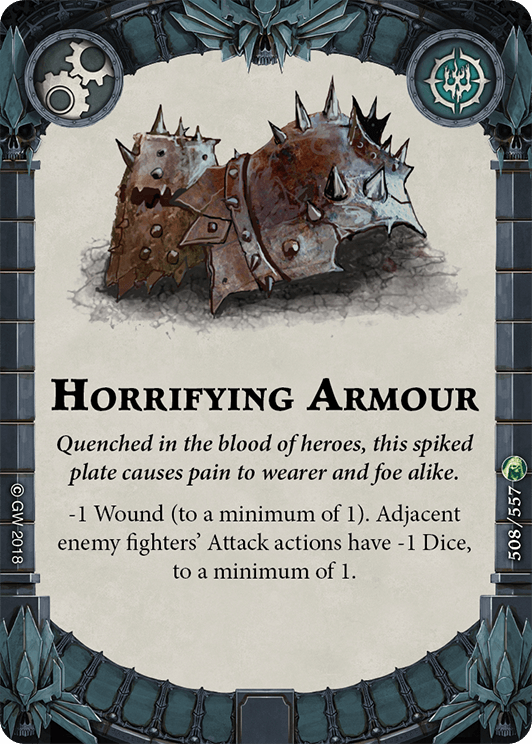 Horrifying Armour
Quenched in the blood of heroes, this spiked
plate causes pain to wearer and foe alike.
-1 Wound (to a minimum of 1). Adjacent
enemy fighters’ Attack actions have -1 Dice,
to a minimum of 1.
© GW 2018
508/557